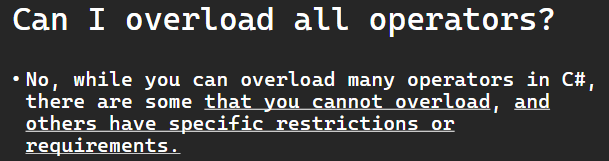 Can I overload all operators?
• No, while you can overload many operators in C#,
there are some that you cannot overload, and
others have specific restrictions or
requirements.